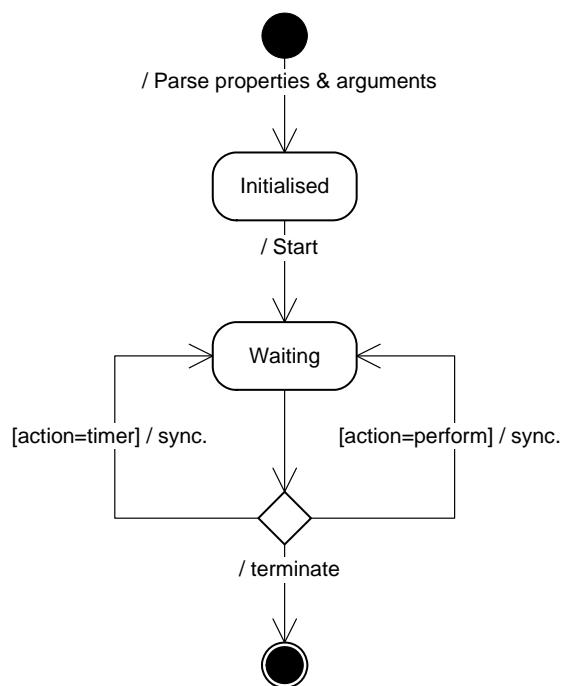 / Parse properties & arguments
Initialised
/ Start
Waiting
[action=timer] / sync.
[action=perform] / sync.
/ terminate